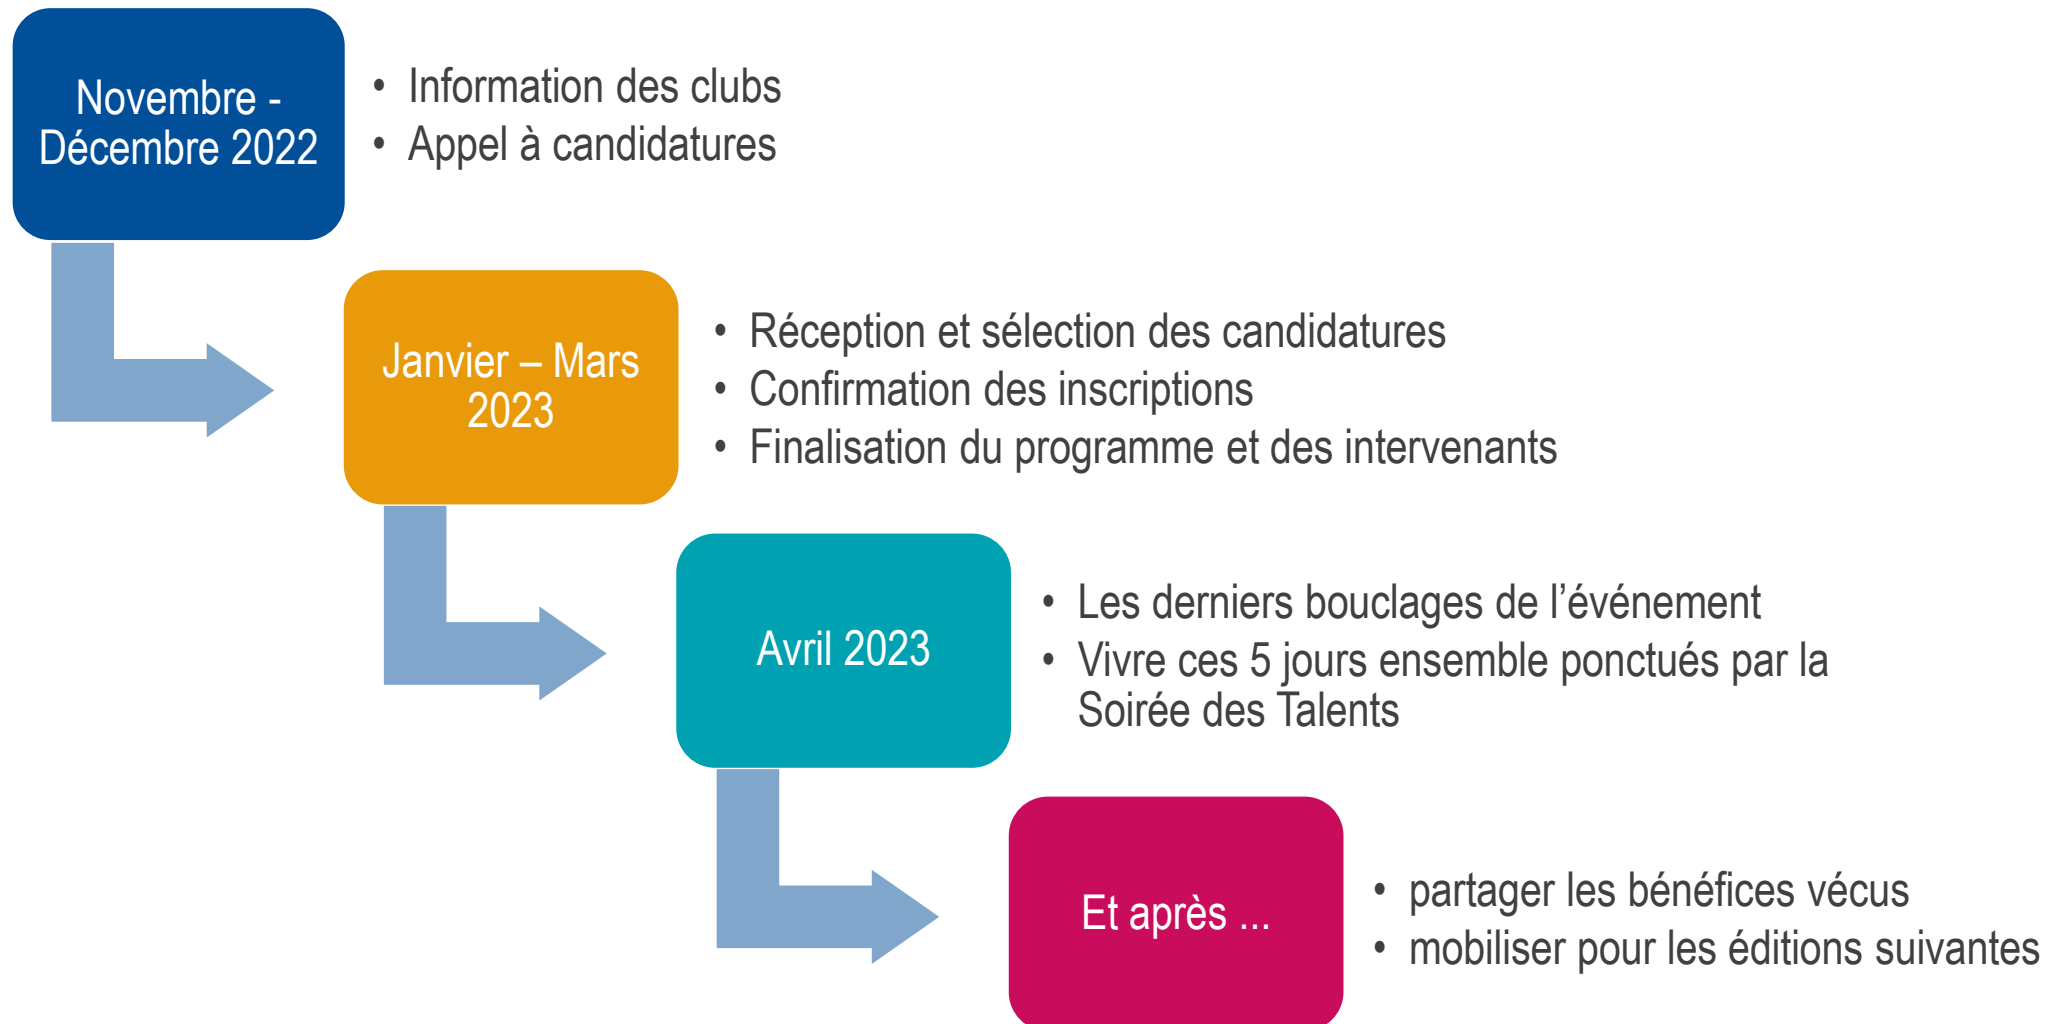 Novembre -
Décembre 2022
• Information des clubs
• Appel à candidatures
Janvier – Mars
2023
• Réception et sélection des candidatures
• Confirmation des inscriptions
• Finalisation du programme et des intervenants
Avril 2023
• Les derniers bouclages de l’événement
• Vivre ces 5 jours ensemble ponctués par la
Soirée des Talents
Et après ...
• partager les bénéfices vécus
• mobiliser pour les éditions suivantes